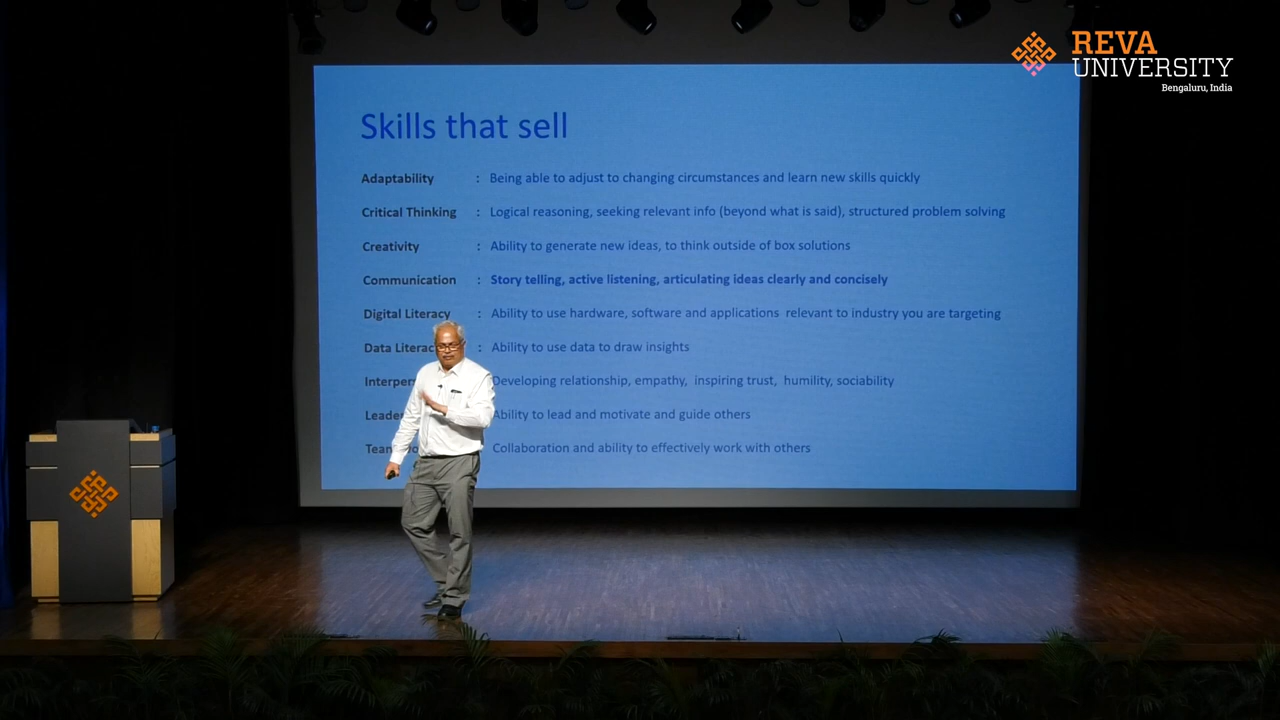 REVA
UNIVERSITY
Bengaluru, India
Skills that sell
Adaptability : Being able to adjust to changing circumstances and learn new skills quickly
Critical Thinking : Logical reasoning, seeking relevant info (beyond what is said), structured problem solving
Creativity : Ability to generate new ideas, to think outside of box solutions
Communication : Story telling, active listening, articulating ideas clearly and concisely
Digital Literacy : Ability to use hardware, software and applications relevant to industry you are targeting
Data : Ability to use data to draw insights
Developing relationship, empathy, inspiring trust, humility, sociability
Ability to lead and motivate and guide others
Collaboration and ability to effectively work with others